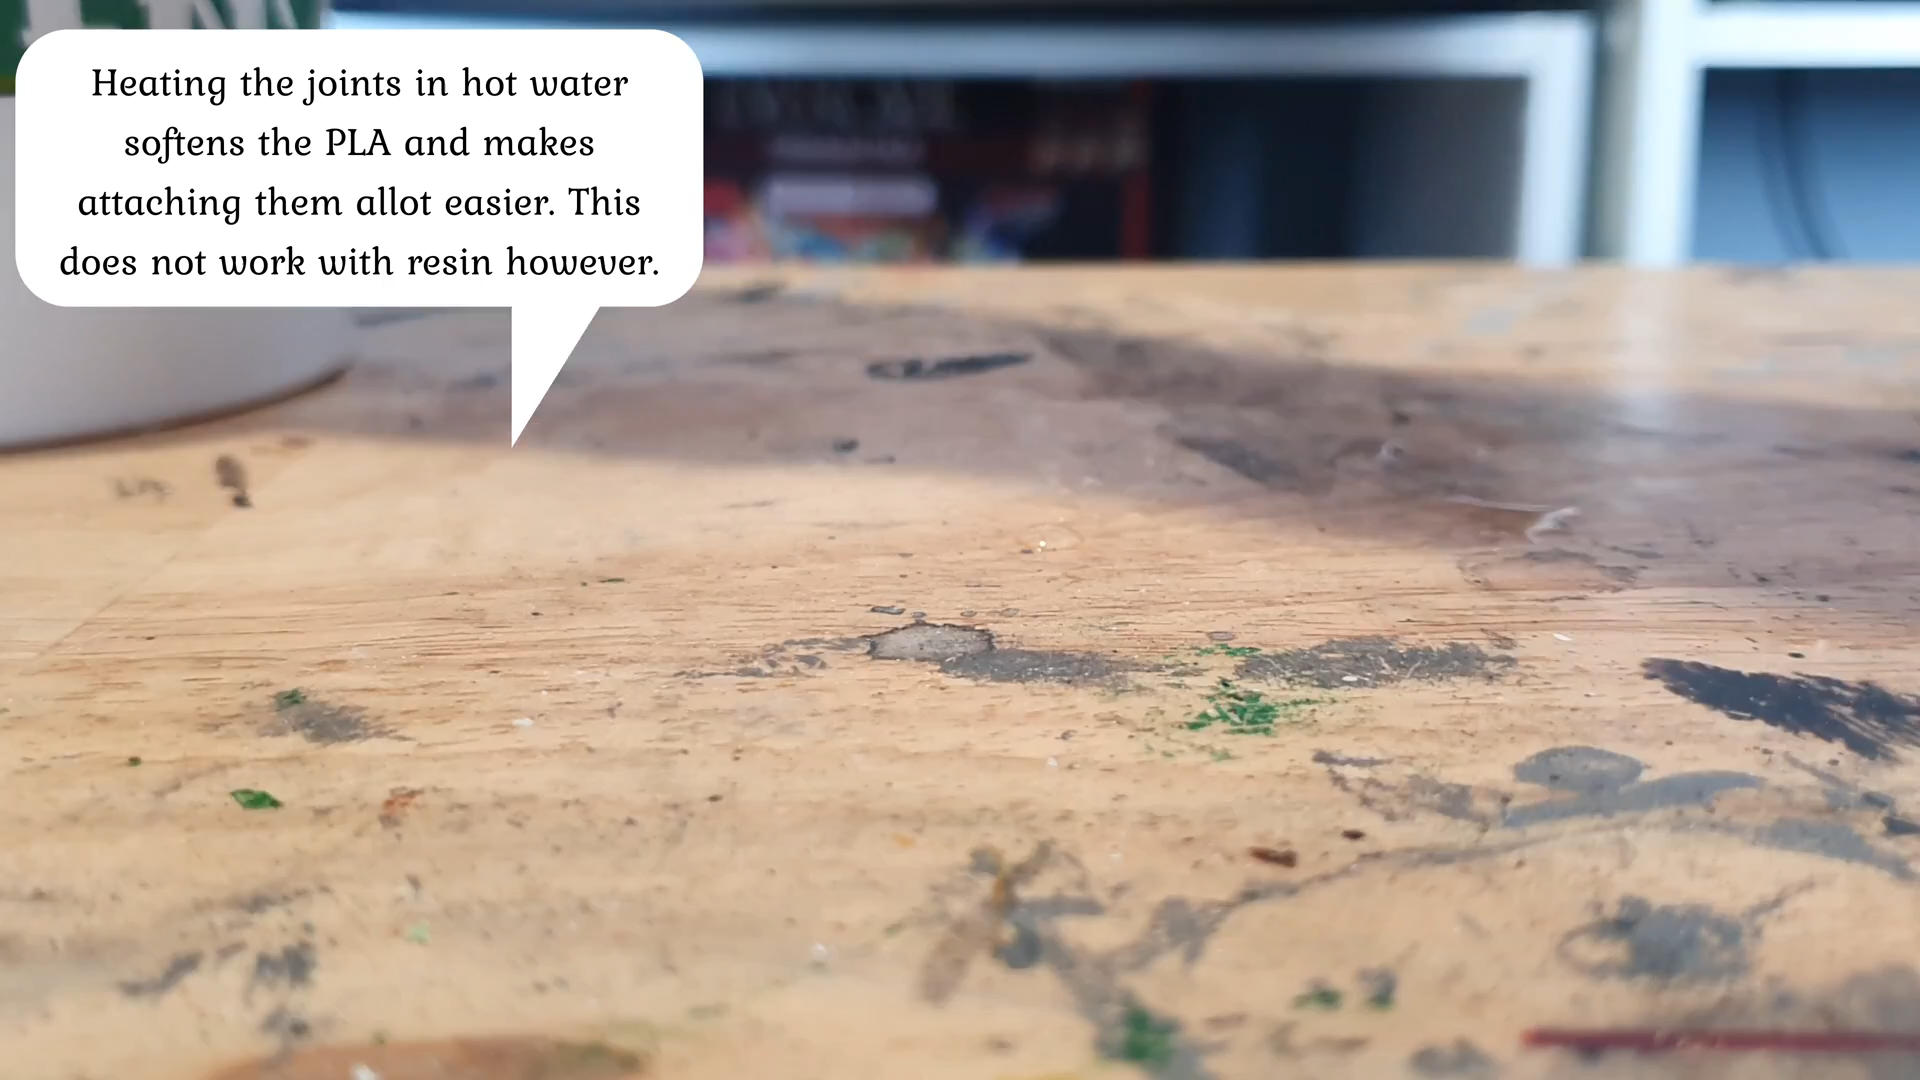 Heating the joints in hot water
softens the PLA and makes
attaching them allot easier. This
does not work with resin however.